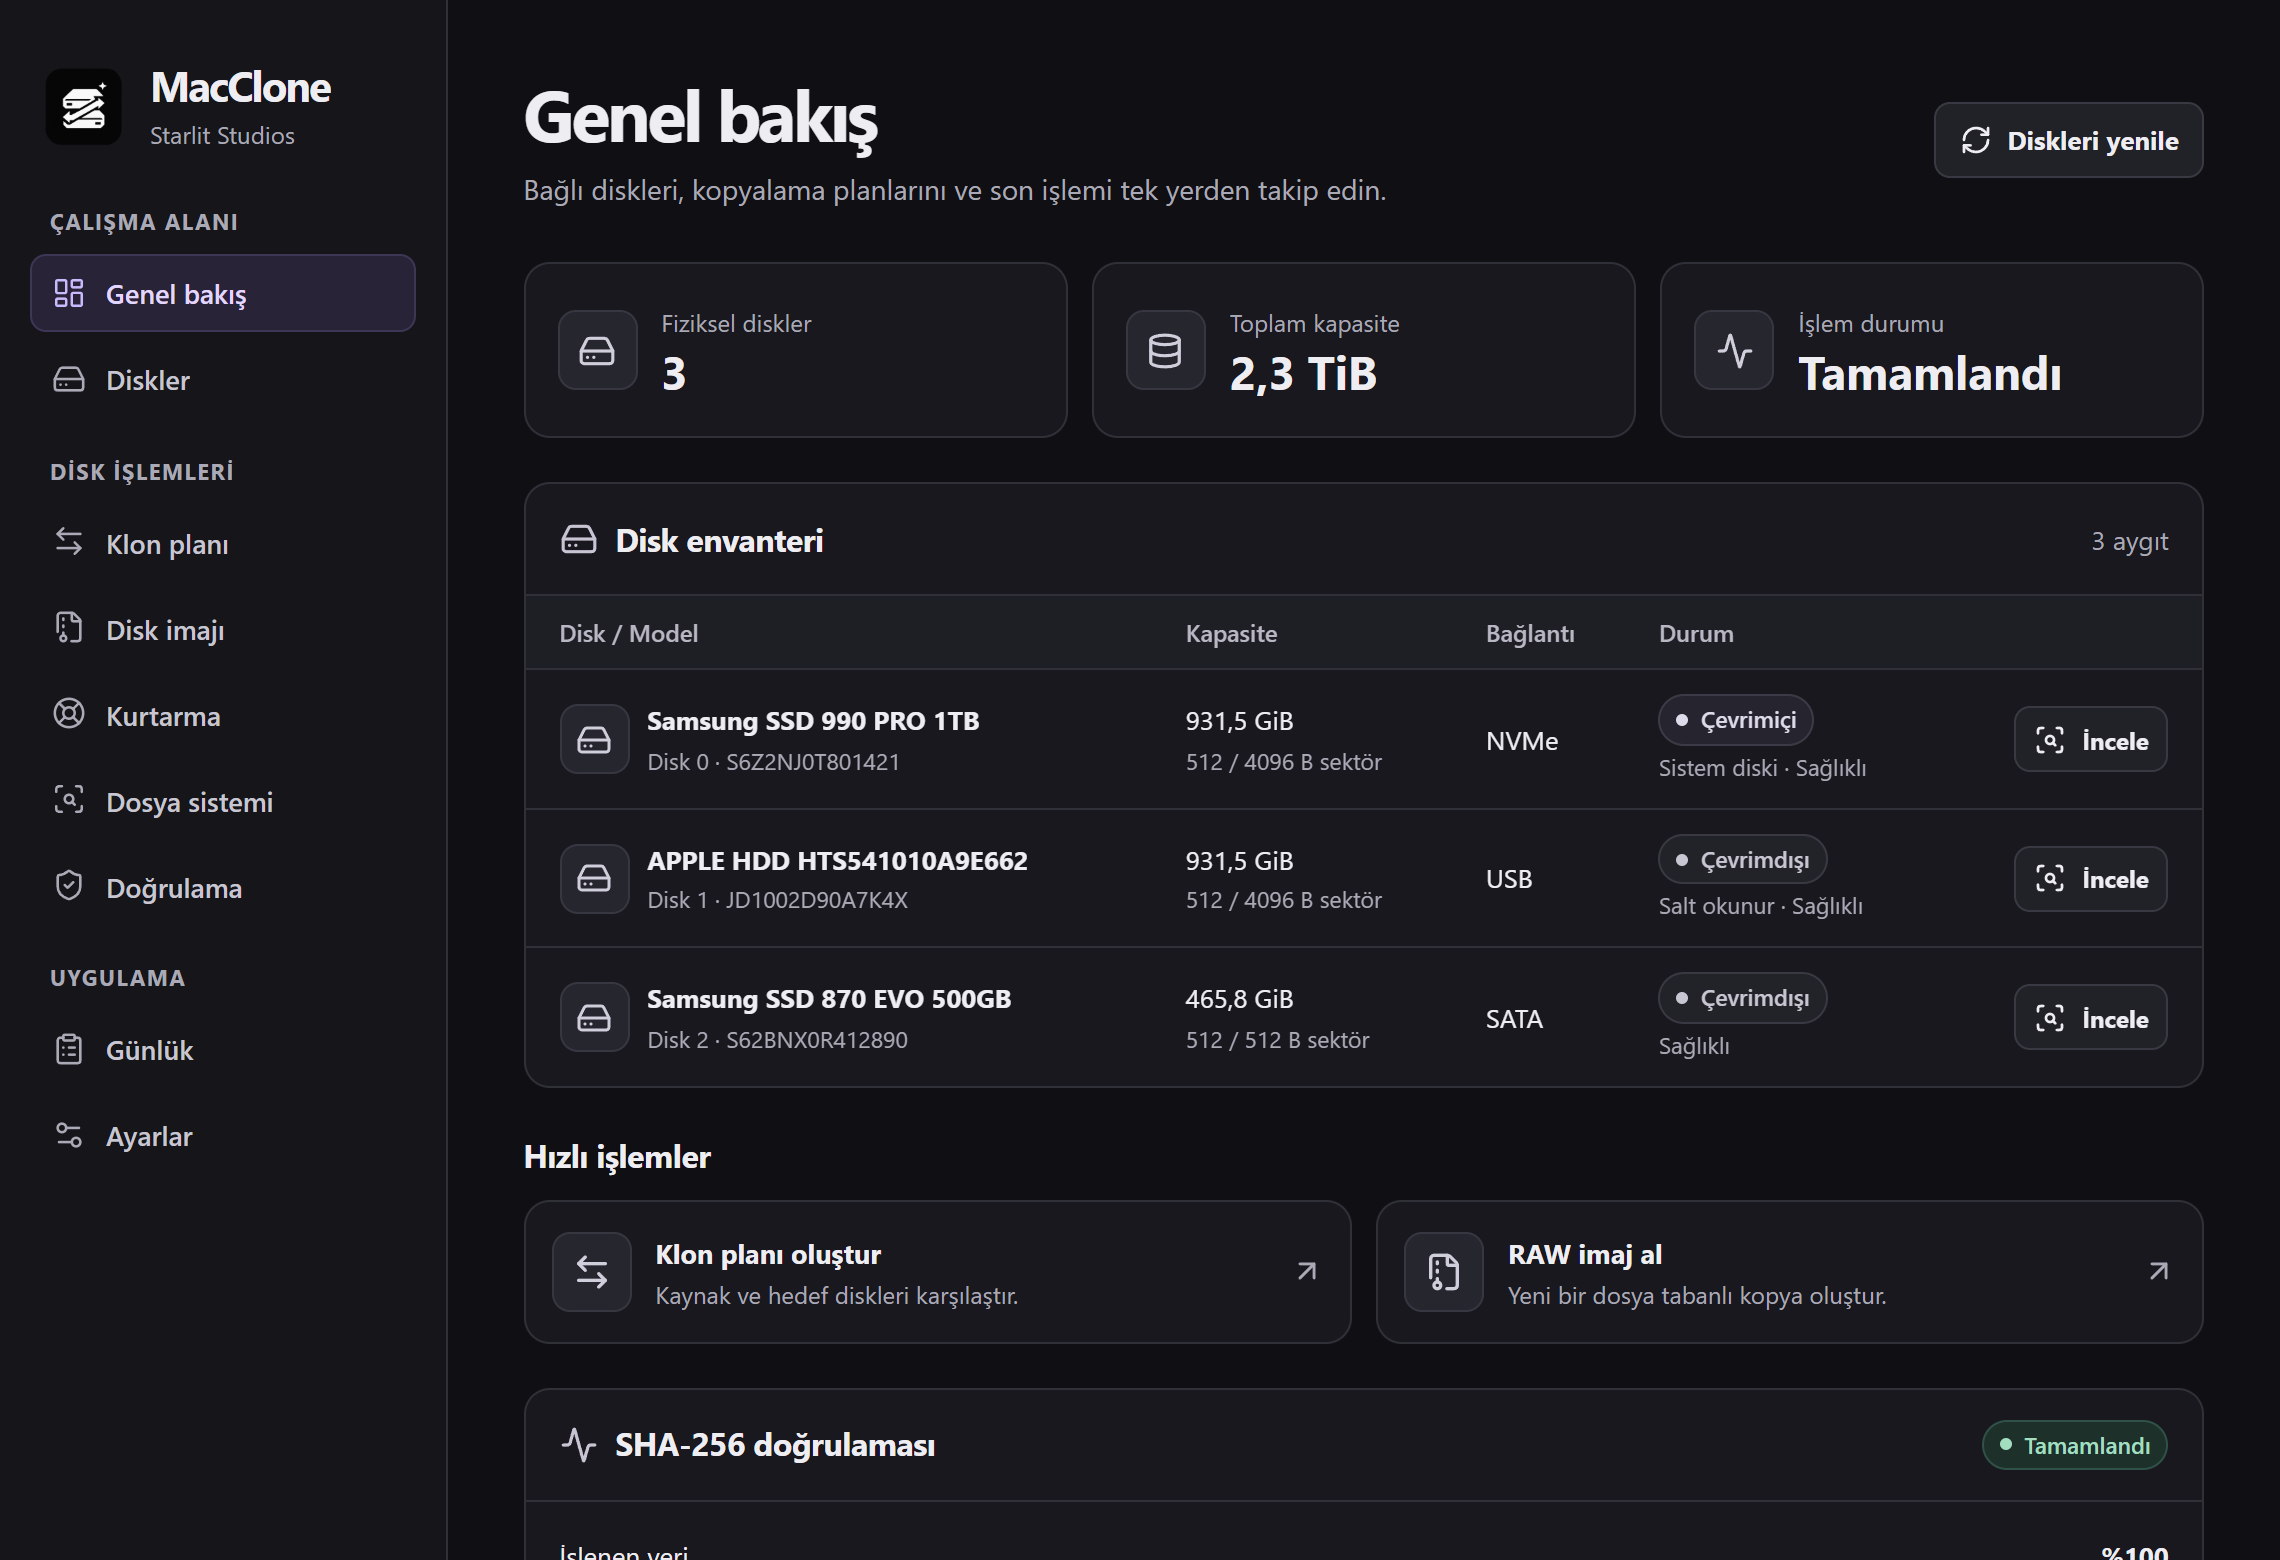 MacClone
Starlit Studios
ÇALIŞMA ALANI
Genel bakış
Diskler
DİSK İŞLEMLERİ
Klon planı
Disk imajı
Kurtarma
Dosya sistemi
Doğrulama
UYGULAMA
Günlük
Ayarlar
Genel bakış
Bağlı diskleri, kopyalama planlarını ve son işlemi tek yerden takip edin.
Diskleri yenile
Fiziksel diskler
3
Toplam kapasite
2,3 TiB
İşlem durumu
Tamamlandı
Disk envanteri
3 aygıt
Disk / Model Kapasite Bağlantı Durum
Samsung SSD 990 PRO 1TB
Disk 0 · S6Z2NJ0T801421
931,5 GiB
512 / 4096 B sektör
NVMe
Çevrimiçi
Sistem diski · Sağlıklı
İncele
APPLE HDD HTS541010A9E662
Disk 1 · JD1002D90A7K4X
931,5 GiB
512 / 4096 B sektör
USB
Çevrimdışı
Salt okunur · Sağlıklı
İncele
Samsung SSD 870 EVO 500GB
Disk 2 · S62BNX0R412890
465,8 GiB
512 / 512 B sektör
SATA
Çevrimdışı
Sağlıklı
İncele
Hızlı işlemler
Klon planı oluştur
Kaynak ve hedef diskleri karşılaştır.
RAW imaj al
Yeni bir dosya tabanlı kopya oluştur.
SHA-256 doğrulaması
Tamamlandı
İşlenen veri
%100